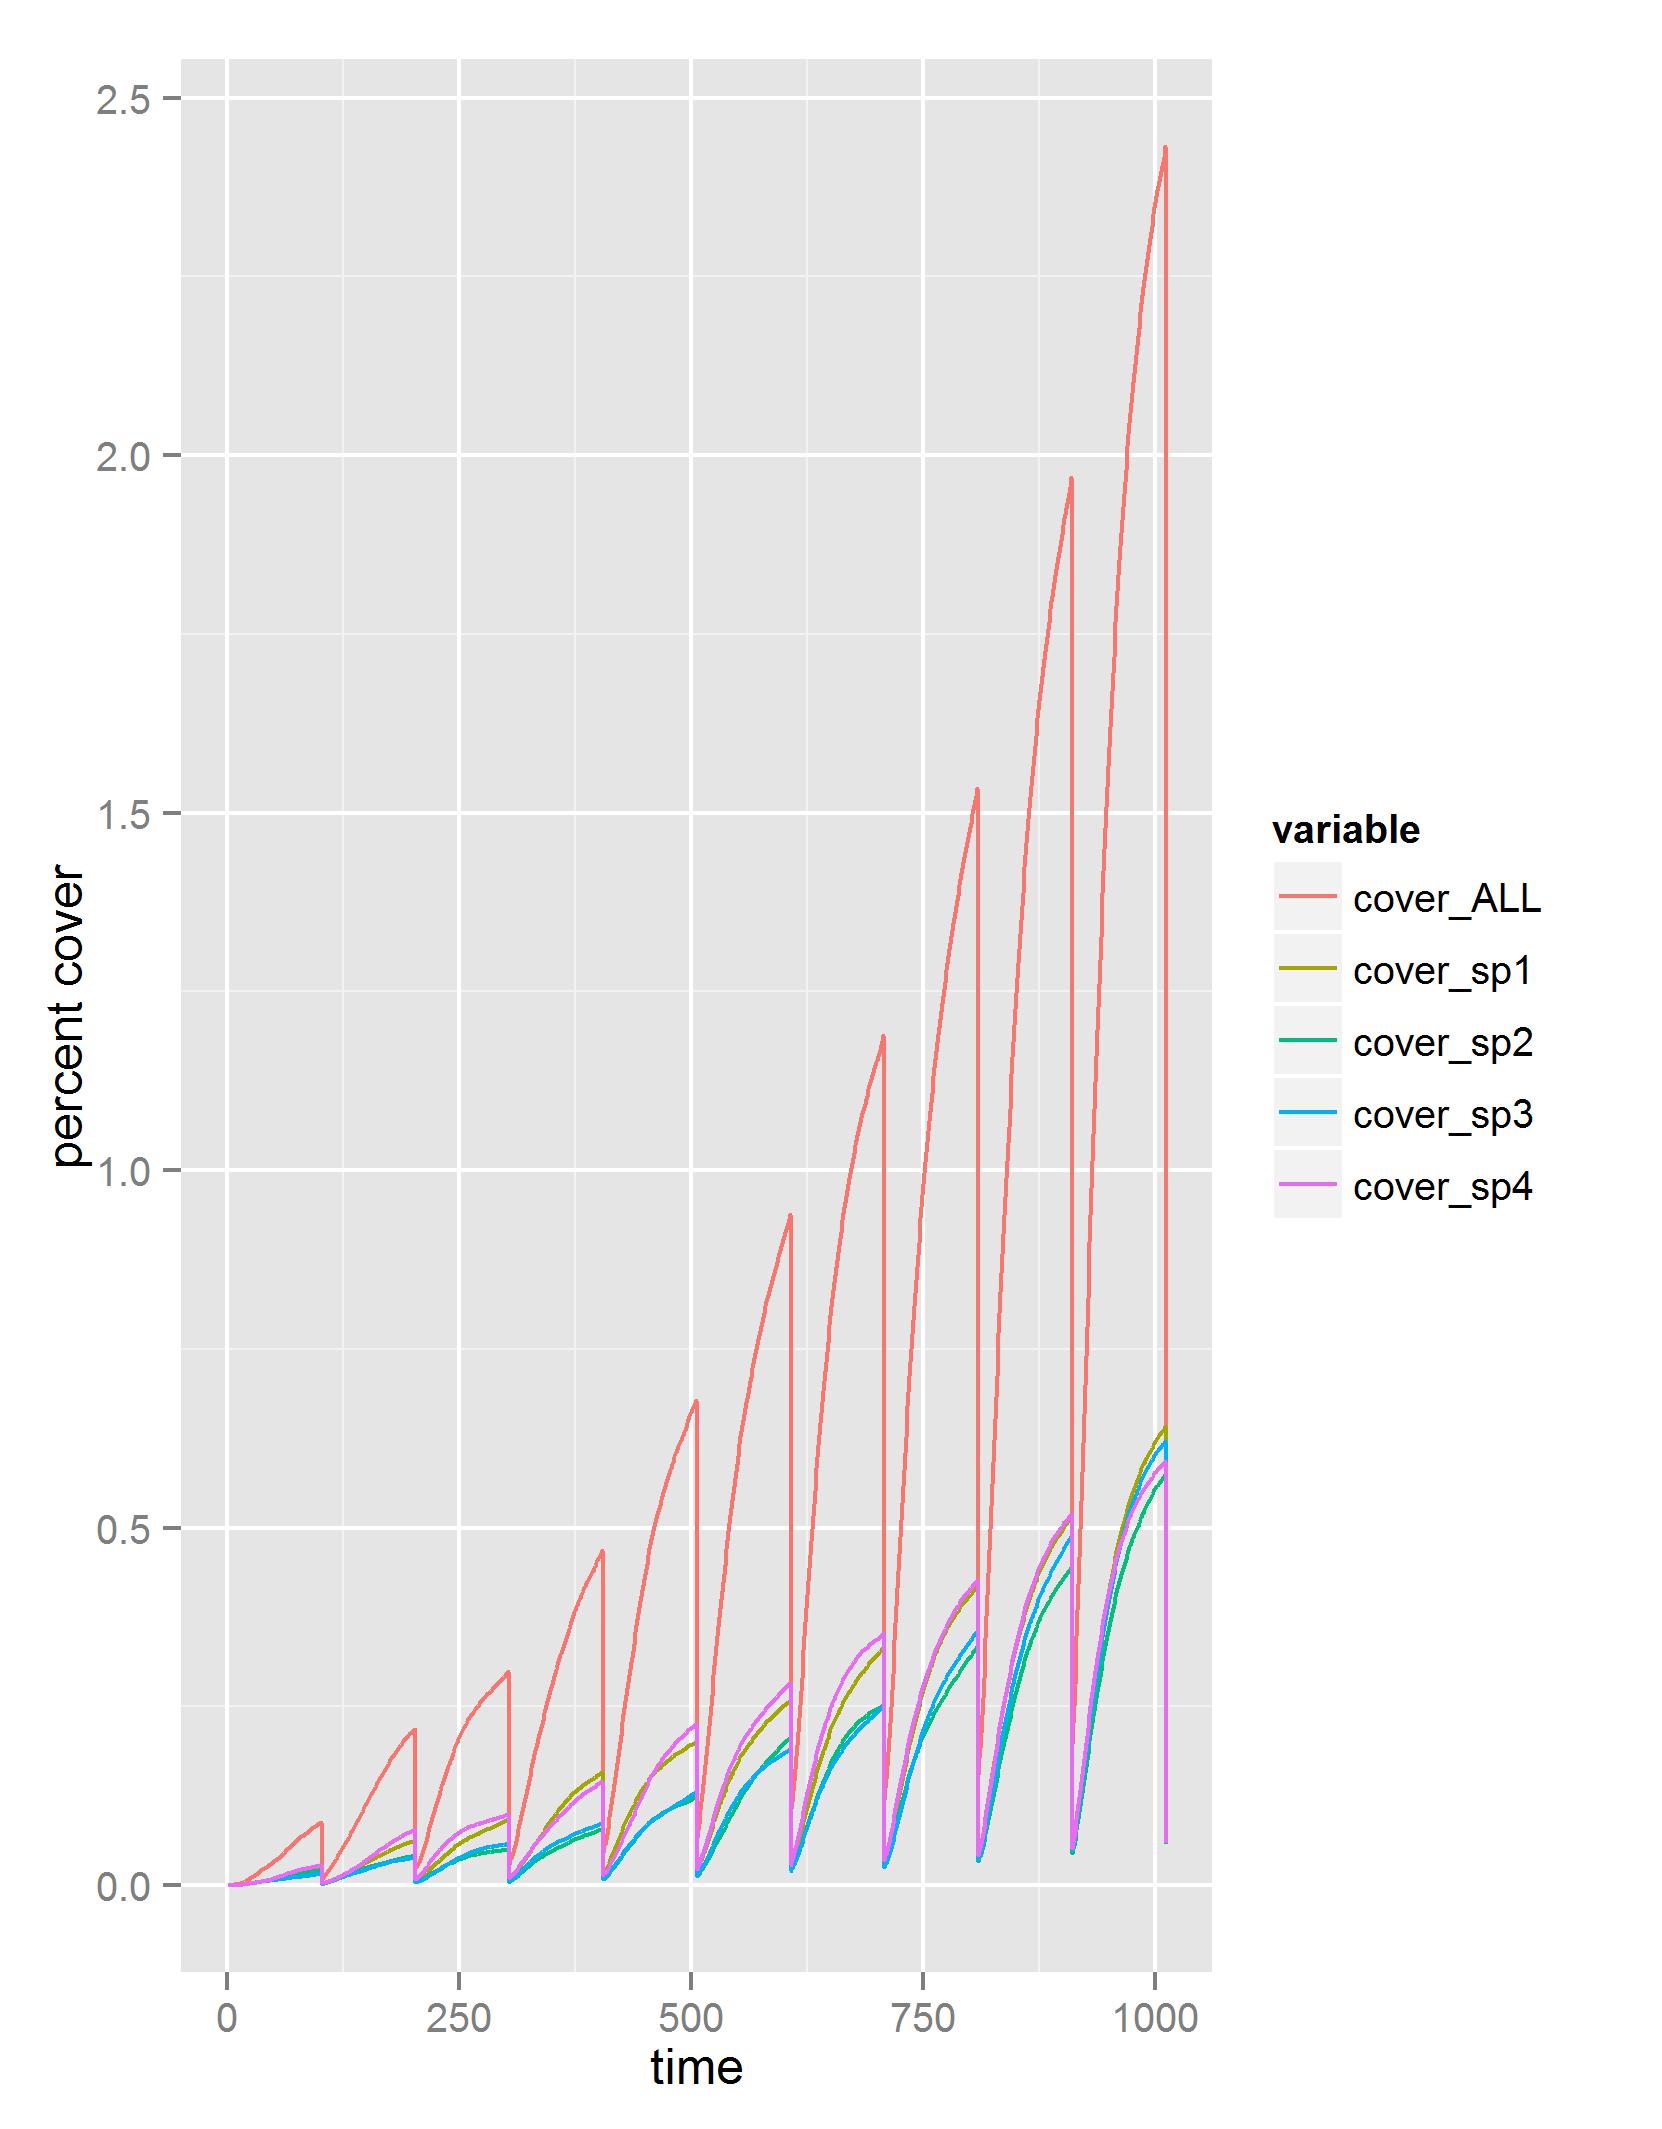 percent cover
2.5
2.0
1.5
1.0
0.5
0.0
0 250 500 750 1000
time
variable
cover_ALL
cover_sp1
cover_sp2
cover_sp3
cover_sp4